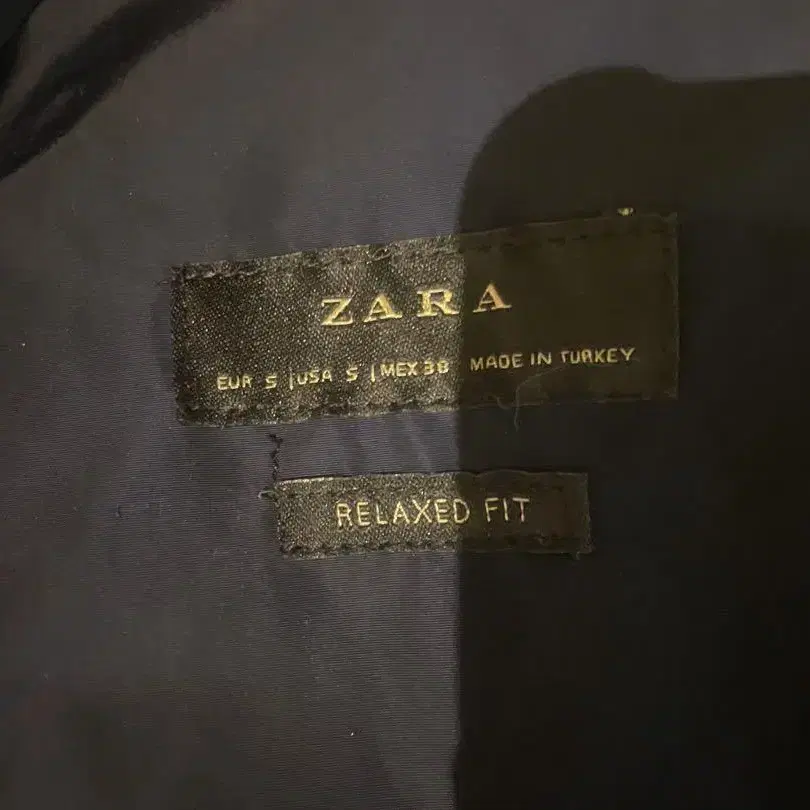 ZARA
EUR S | USA S | MEX 38 MADE IN TURKEY
RELAXED FIT